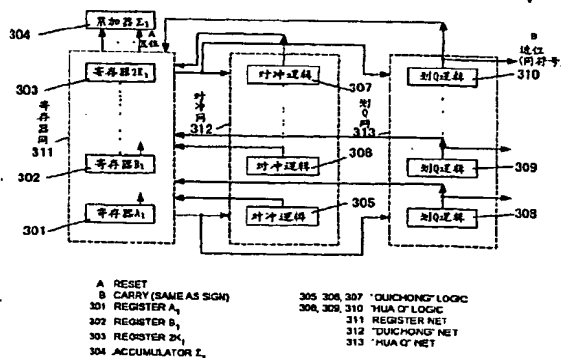 304
累加器Σ₁
A
复位
B
进位
(同符号)
303
寄存器2K₁
对冲逻辑
307
划Q逻辑
310
寄存器网
311
对冲网
312
划Q网
313
302
寄存器B₁
对冲逻辑
308
划Q逻辑
309
301
寄存器A₁
对冲逻辑
305
划Q逻辑
308
A RESET
B CARRY (SAME AS SIGN)
301 REGISTER A₁
302 REGISTER B₁
303 REGISTER 2K₁
304 ACCUMULATOR Σ₁
305 306, 307 "DUICHONG" LOGIC
308, 309, 310 "HUA Q" LOGIC
311 REGISTER NET
312 "DUICHONG" NET
313 "HUA Q" NET